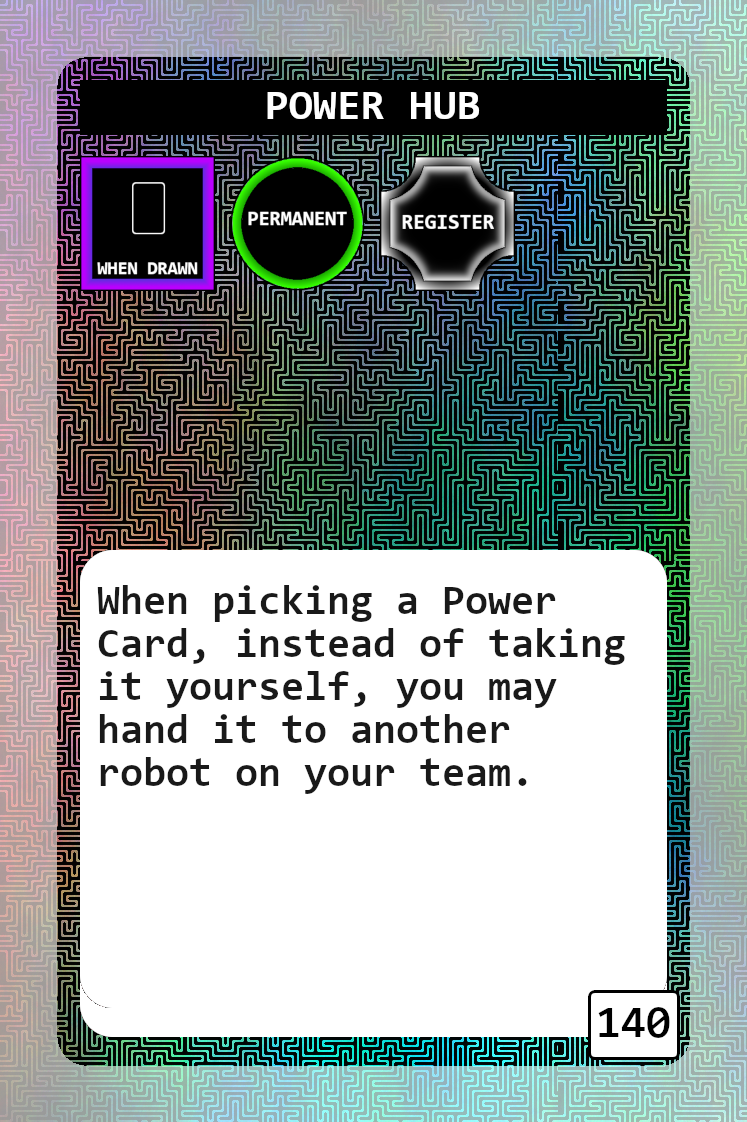 POWER HUB
WHEN DRAWN
PERMANENT
REGISTER
When picking a Power
Card, instead of taking
it yourself, you may
hand it to another
robot on your team.
140